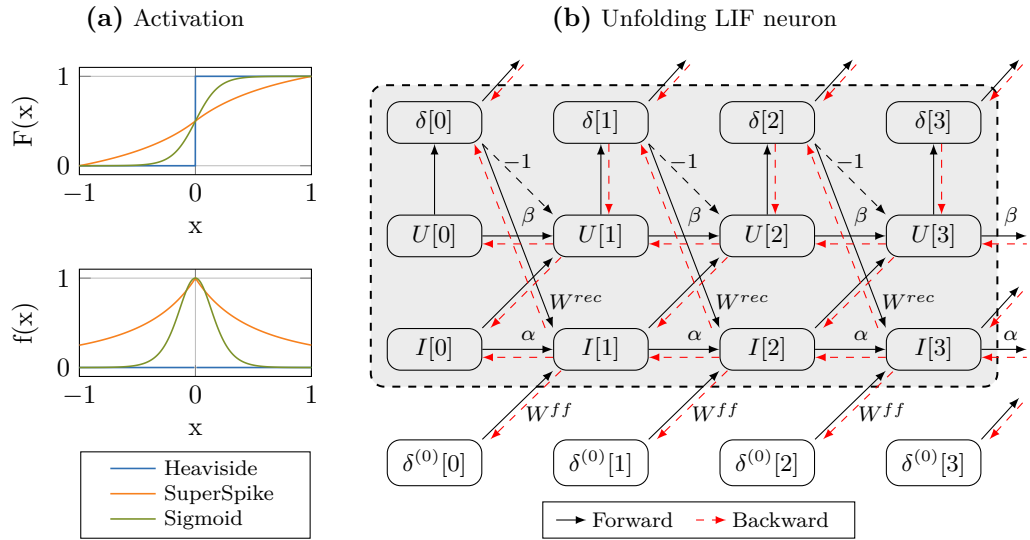 (a) Activation
F(x)
1
0
−1 0 1
x
f(x)
1
0
−1 0 1
x
Heaviside
SuperSpike
Sigmoid
(b) Unfolding LIF neuron
δ[0] δ[1] δ[2] δ[3]
−1 −1 −1
β β β β
U[0] U[1] U[2] U[3]
W^{rec} W^{rec} W^{rec}
α α α α
I[0] I[1] I[2] I[3]
W^{ff} W^{ff} W^{ff}
δ^{(0)}[0] δ^{(0)}[1] δ^{(0)}[2] δ^{(0)}[3]
Forward Backward